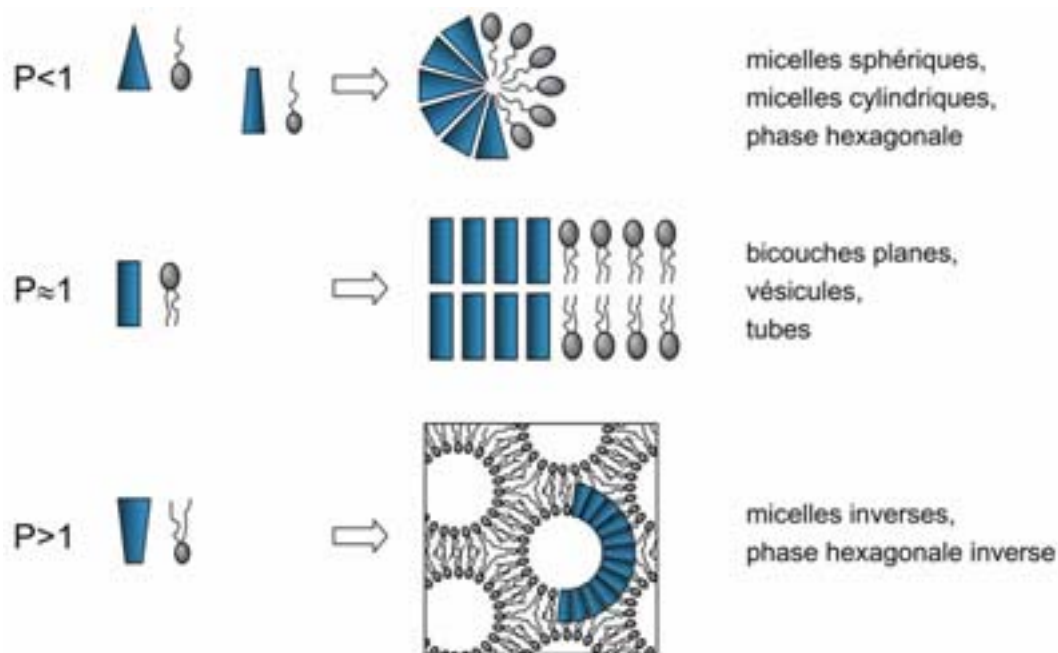 P<1
micelles sphériques,
micelles cylindriques,
phase hexagonale
P≈1
bicouches planes,
vésicules,
tubes
P>1
micelles inverses,
phase hexagonale inverse